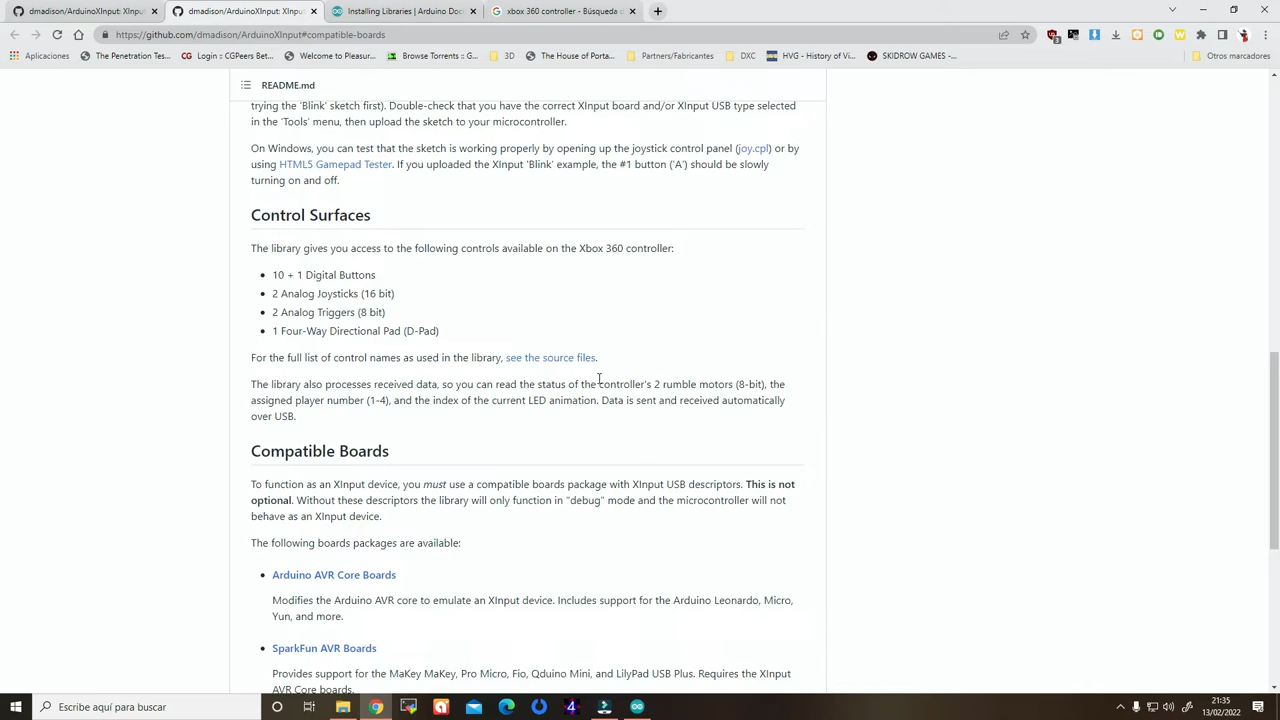 dmadison/ArduinoXInput: XInput:
dmadison/ArduinoXInput: XInput:
Installing Libraries | Arduino Doc
xbox 360 controller - Búsqueda d
https://github.com/dmadison/ArduinoXInput#compatible-boards
Aplicaciones
The Penetration Tes...
Login :: CGPeers Bet...
Welcome to Pleasur...
Browse Torrents :: G...
3D
The House of Porta...
Partners/Fabricantes
DXC
HVG - History of Vi...
SKIDROW GAMES -...
Otros marcadores
README.md
trying the 'Blink' sketch first). Double-check that you have the correct XInput board and/or XInput USB type selected
in the 'Tools' menu, then upload the sketch to your microcontroller.
On Windows, you can test that the sketch is working properly by opening up the joystick control panel (joy.cpl) or by
using HTML5 Gamepad Tester. If you uploaded the XInput 'Blink' example, the #1 button ('A') should be slowly
turning on and off.
Control Surfaces
The library gives you access to the following controls available on the Xbox 360 controller:
10 + 1 Digital Buttons
2 Analog Joysticks (16 bit)
2 Analog Triggers (8 bit)
1 Four-Way Directional Pad (D-Pad)
For the full list of control names as used in the library, see the source files.
The library also processes received data, so you can read the status of the controller's 2 rumble motors (8-bit), the
assigned player number (1-4), and the index of the current LED animation. Data is sent and received automatically
over USB.
Compatible Boards
To function as an XInput device, you must use a compatible boards package with XInput USB descriptors. This is not
optional. Without these descriptors the library will only function in "debug" mode and the microcontroller will not
behave as an XInput device.
The following boards packages are available:
Arduino AVR Core Boards
Modifies the Arduino AVR core to emulate an XInput device. Includes support for the Arduino Leonardo, Micro,
Yun, and more.
SparkFun AVR Boards
Provides support for the MaKey MaKey, Pro Micro, Fio, Qduino Mini, and LilyPad USB Plus. Requires the XInput
AVR Core boards.
Escribe aquí para buscar
21:35
13/02/2022